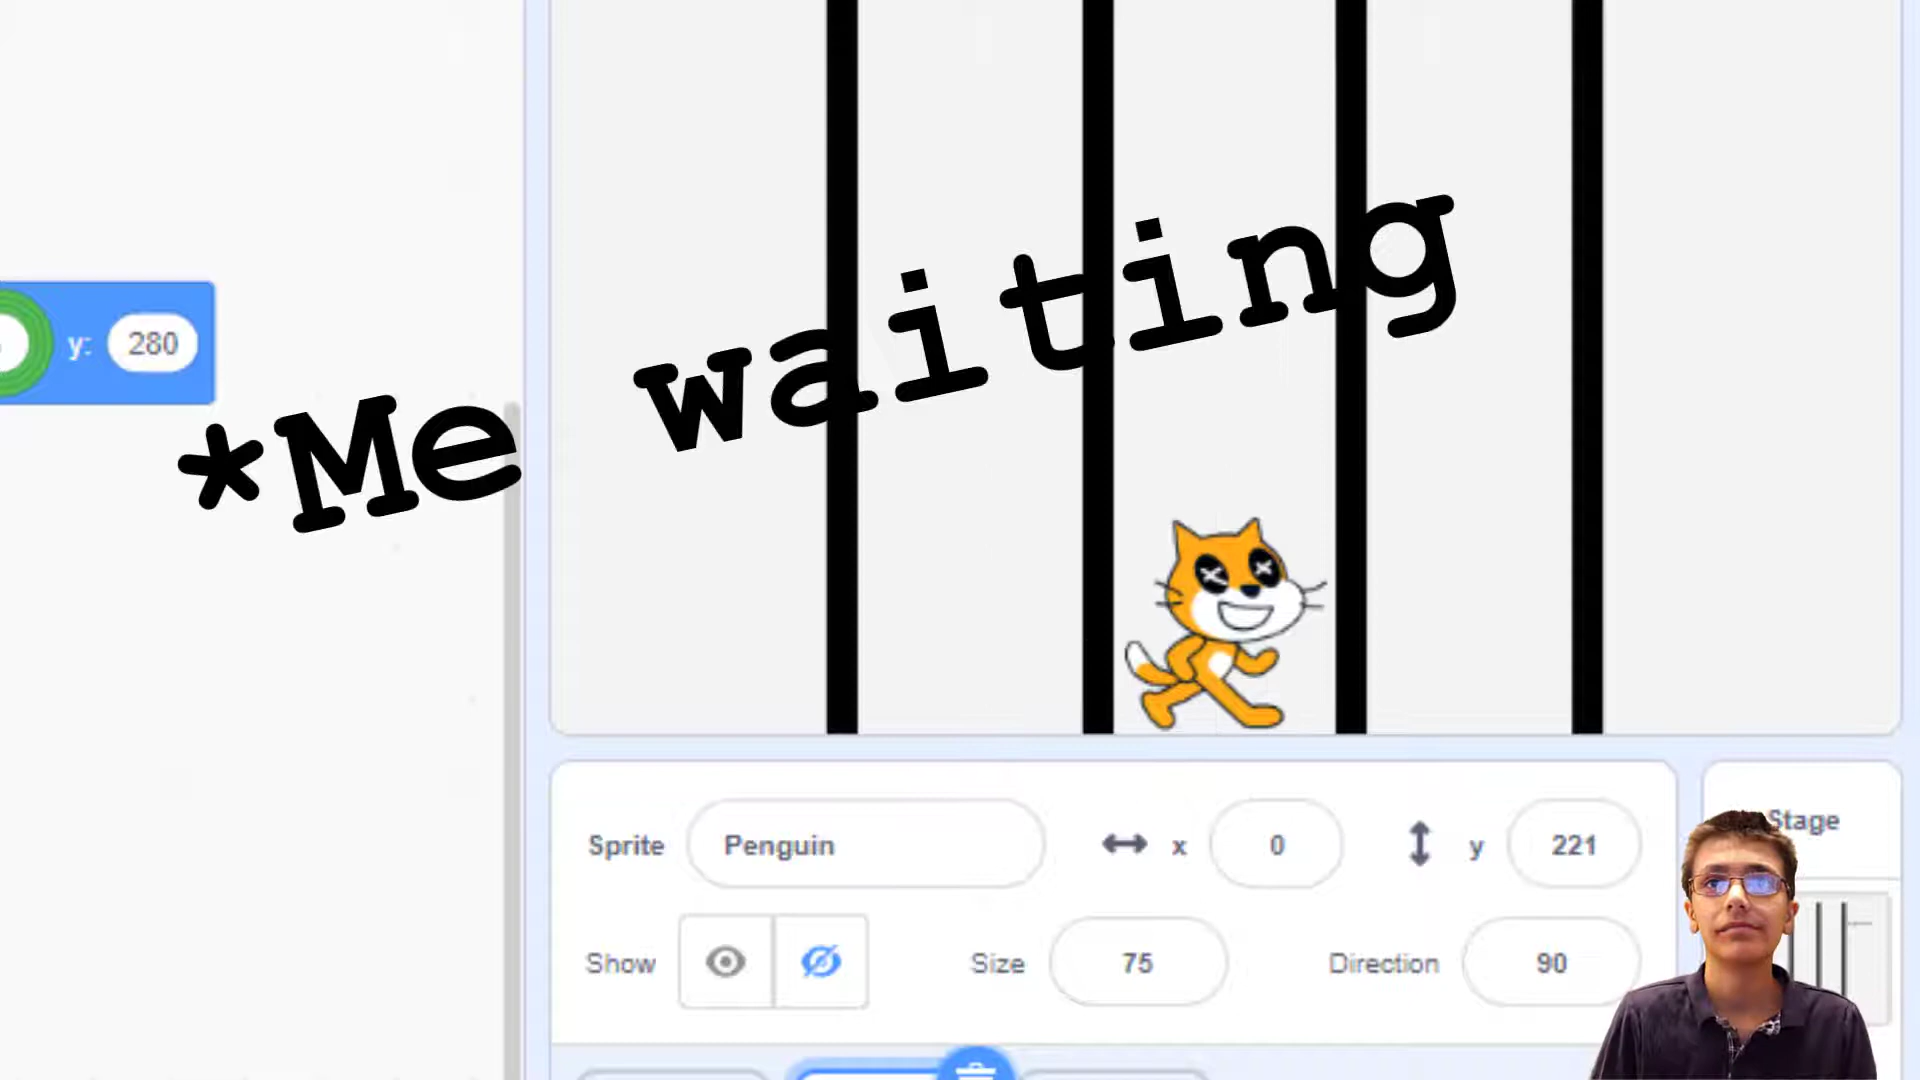 *Me waiting
y: 280
Sprite Penguin x 0 y 221
Stage
Show Size 75 Direction 90